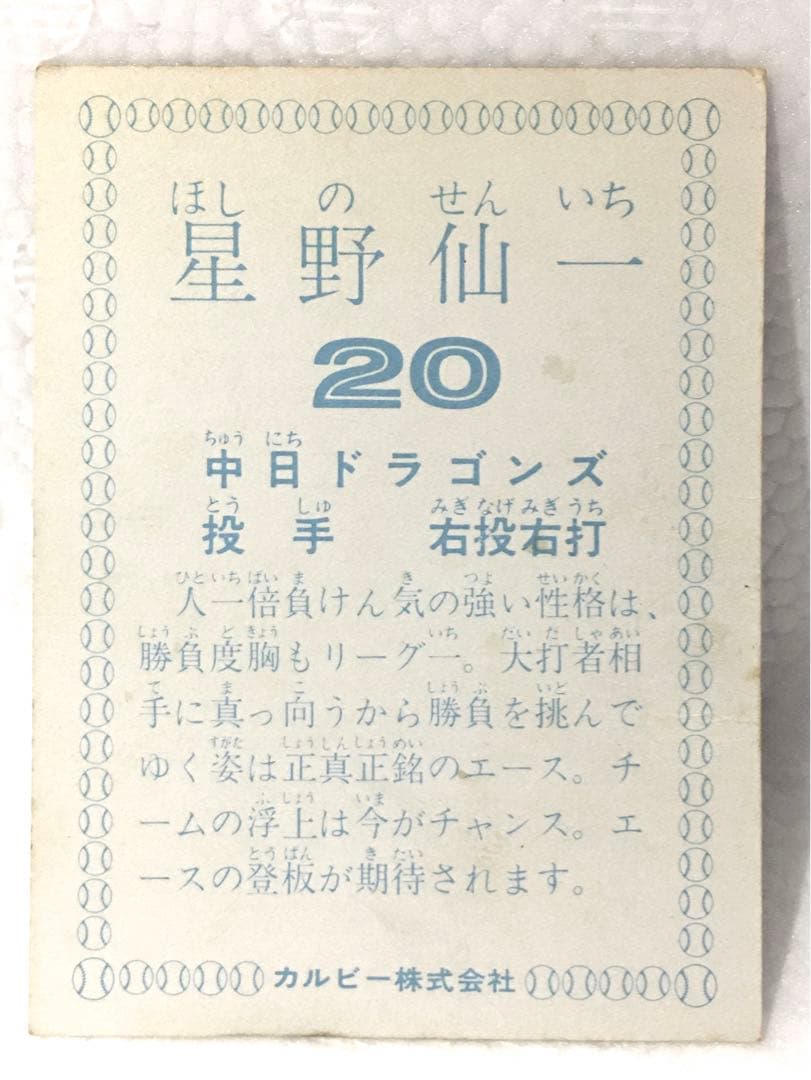 ほし の せん いち
星野仙一
20
ちゅう にち
中日ドラゴンズ
とう しゅ みぎ なげ みぎ うち
投手 右投右打
ひと いち ばい ま き つよ せい かく
人一倍負けん気の強い性格は、
しょう ぶ ど きょう いち だい だ しゃ あい
勝負度胸もリーグ一。大打者相
て ま こ しょう ぶ いど
手に真っ向うから勝負を挑んで
すがた しょう しん しょう めい
ゆく姿は正真正銘のエース。チ
ふ じょう いま
ームの浮上は今がチャンス。エ
とう ばん き たい
ースの登板が期待されます。
カルビー株式会社